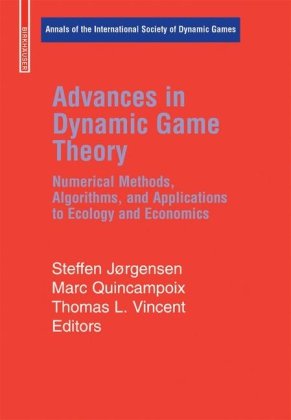 BIRKHAUSER
Annals of the International Society of Dynamic Games
Advances in
Dynamic Game
Theory
Numerical Methods,
Algorithms, and Applications
to Ecology and Economics
Steffen Jørgensen
Marc Quincampoix
Thomas L. Vincent
Editors